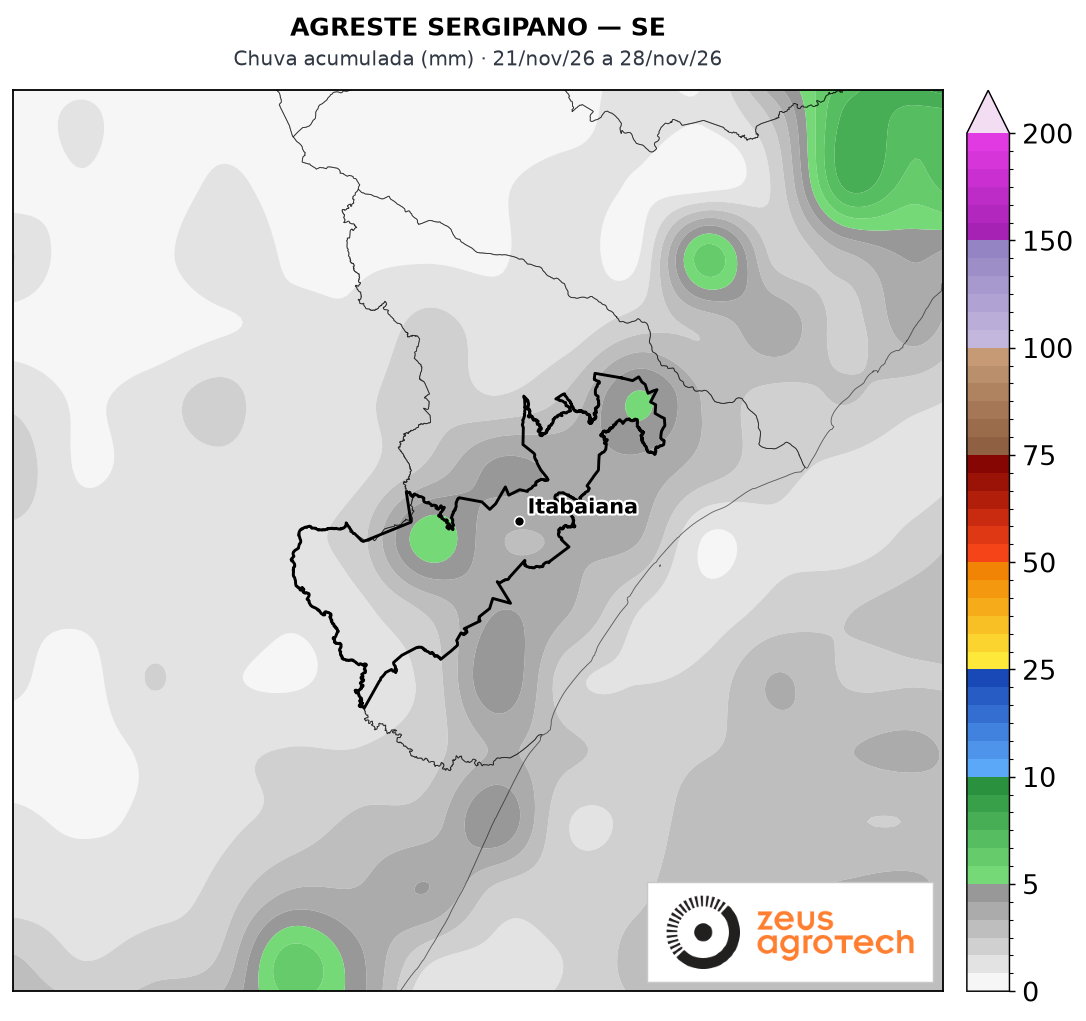 AGRESTE SERGIPANO — SE
Chuva acumulada (mm) · 21/nov/26 a 28/nov/26
200
150
100
75
50
25
10
5
0
Itabaiana
zeus
agrotech